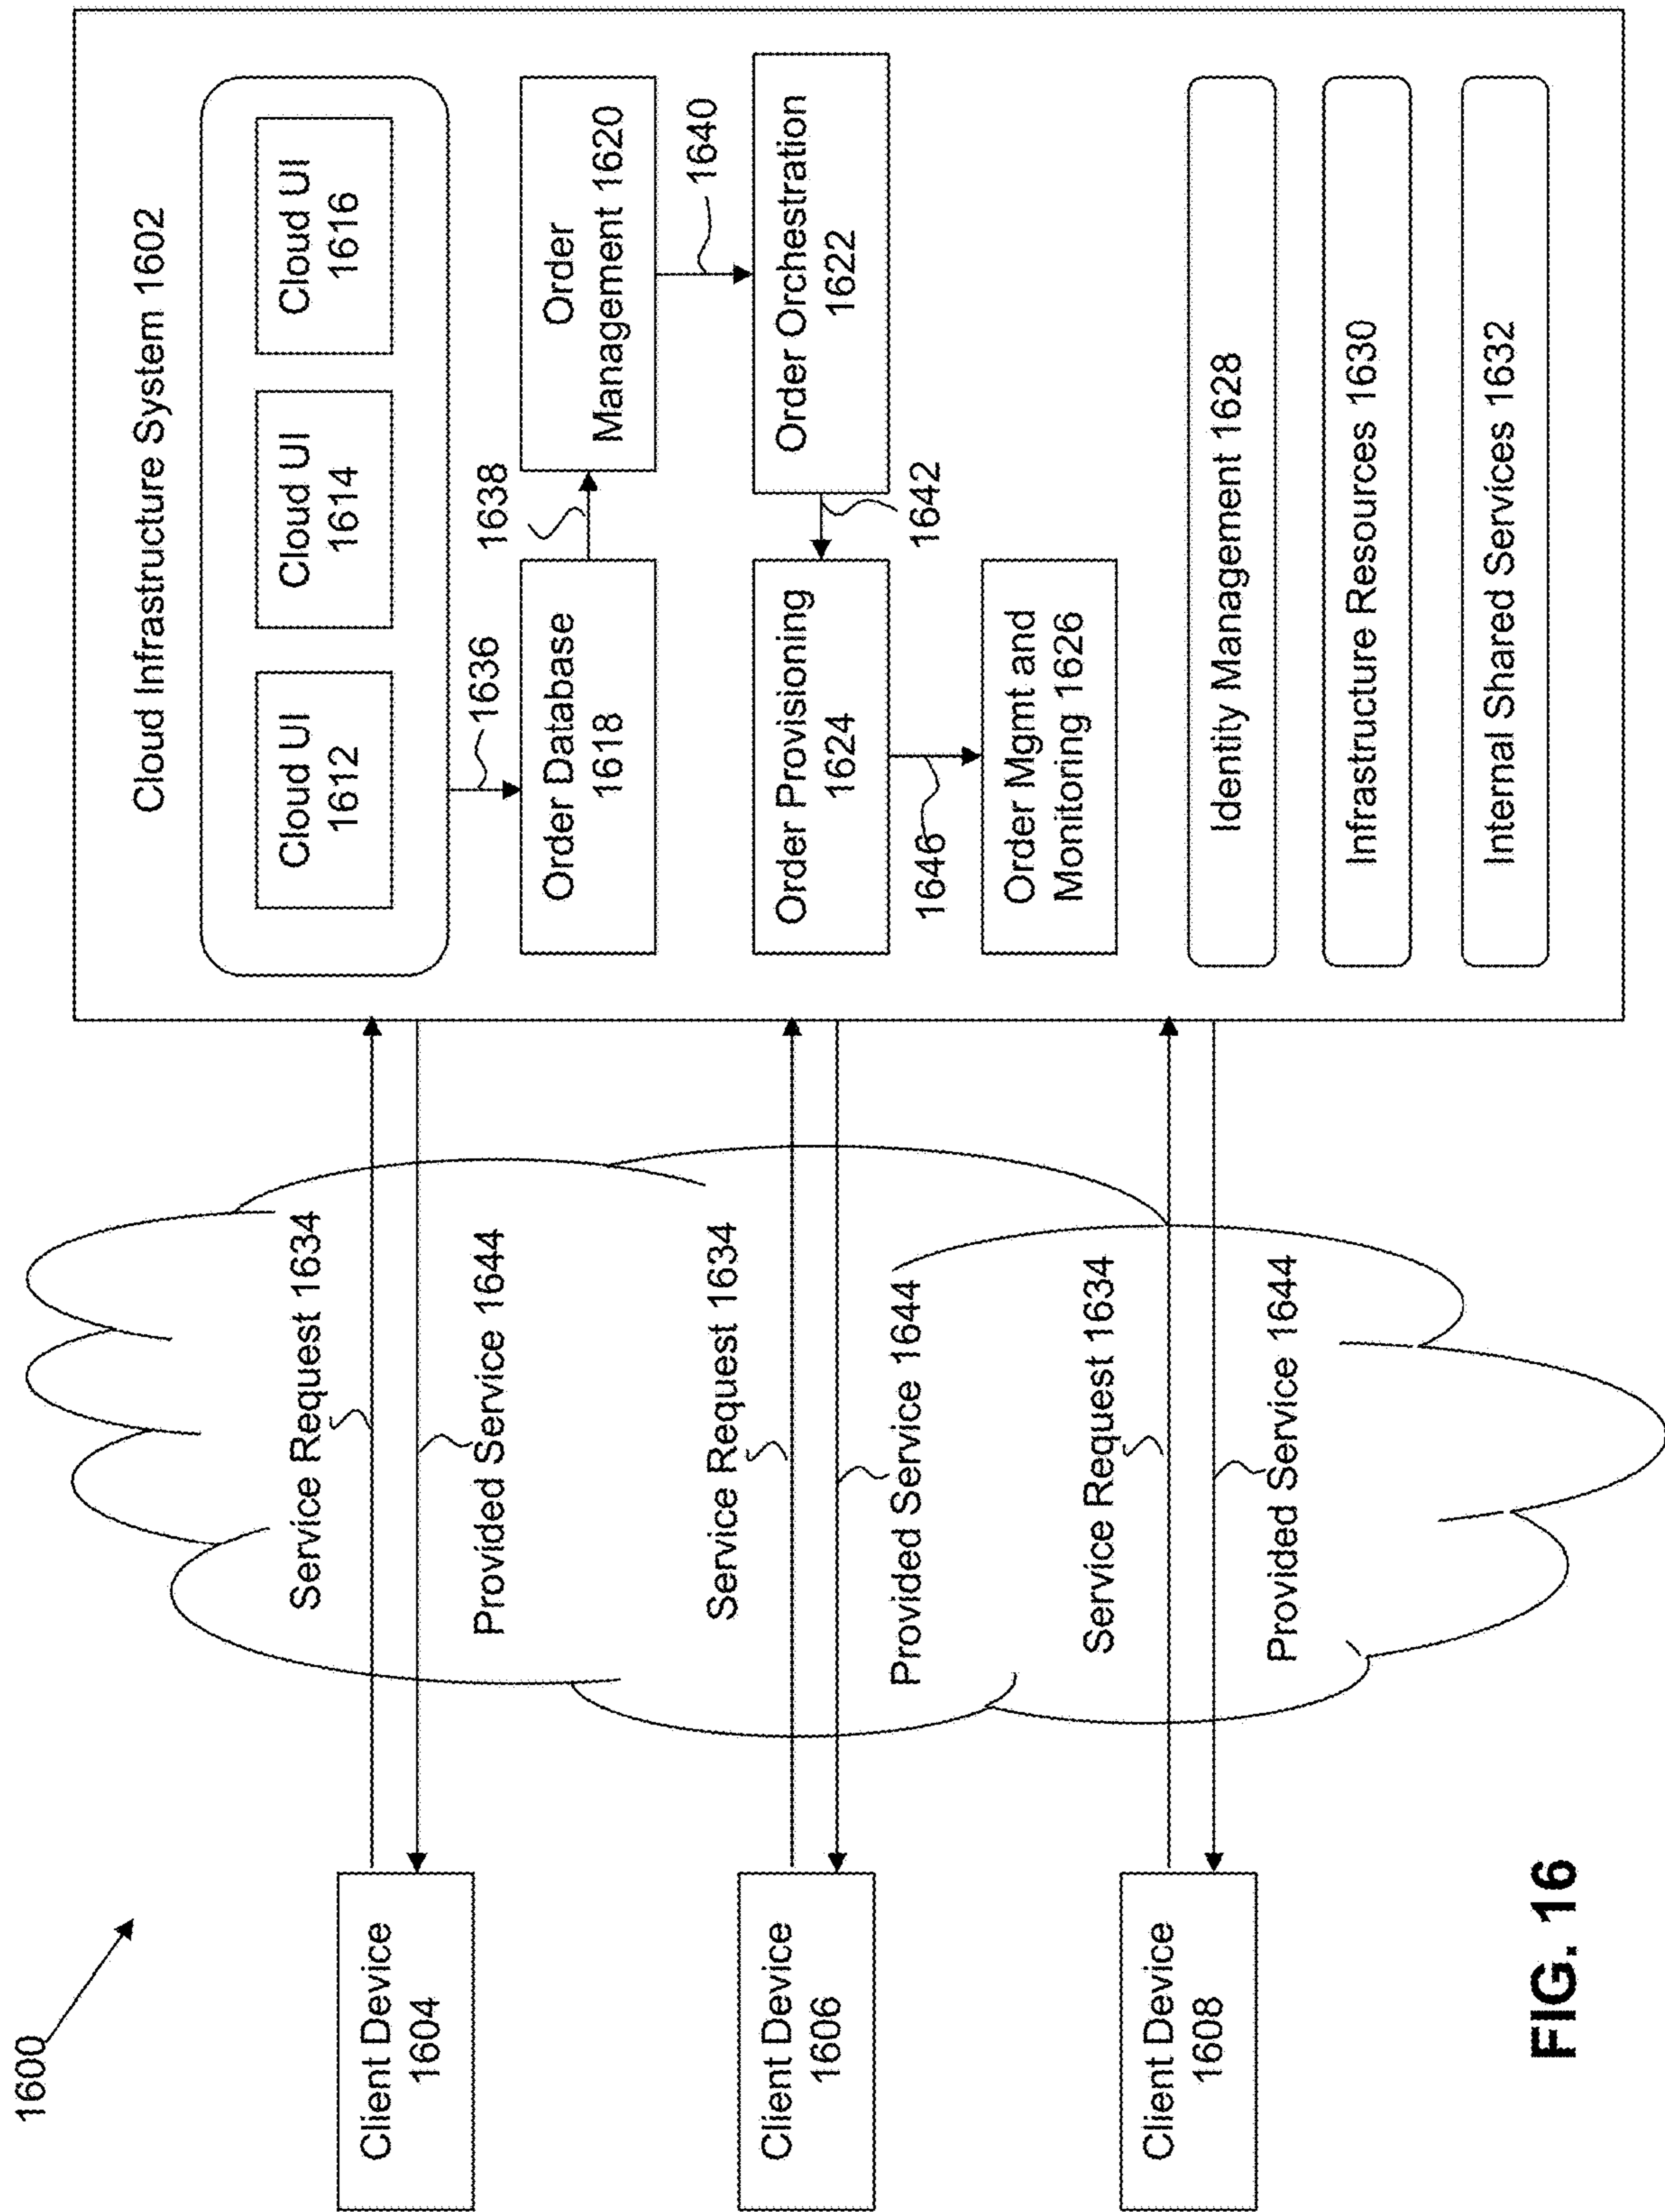 1600
Cloud Infrastructure System 1602
Cloud UI
1612
Cloud UI
1614
Cloud UI
1616
1636
Order Database
1618
1638
Order
Management 1620
1640
Order Orchestration
1622
1642
Order Provisioning
1624
1646
Order Mgmt and
Monitoring 1626
Identity Management 1628
Infrastructure Resources 1630
Internal Shared Services 1632
Client Device
1604
Service Request 1634
Provided Service 1644
Client Device
1606
Service Request 1634
Provided Service 1644
Client Device
1608
Service Request 1634
Provided Service 1644
FIG. 16